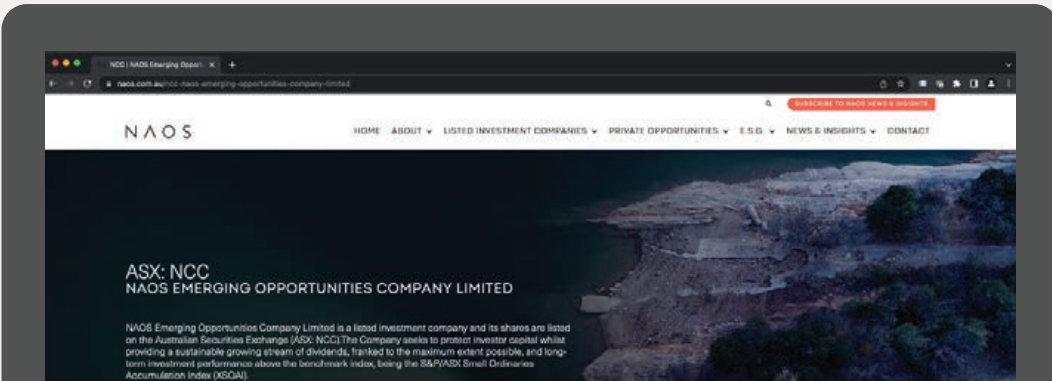 NCC | NAOS Emerging Opport
naos.com.au/ncc-naos-emerging-opportunities-company-limited
SUBSCRIBE TO NAOS NEWS & INSIGHTS
NAOS
HOME ABOUT LISTED INVESTMENT COMPANIES PRIVATE OPPORTUNITIES E.S.G. NEWS & INSIGHTS CONTACT
ASX: NCC
NAOS EMERGING OPPORTUNITIES COMPANY LIMITED
NAOS Emerging Opportunities Company Limited is a listed investment company and its shares are listed
on the Australian Securities Exchange (ASX: NCC).The Company seeks to protect investor capital whilst
providing a sustainable growing stream of dividends, franked to the maximum extent possible, and long-
term investment performance above the benchmark index, being the S&P/ASX Small Ordinaries
Accumulation Index (XSOAI).